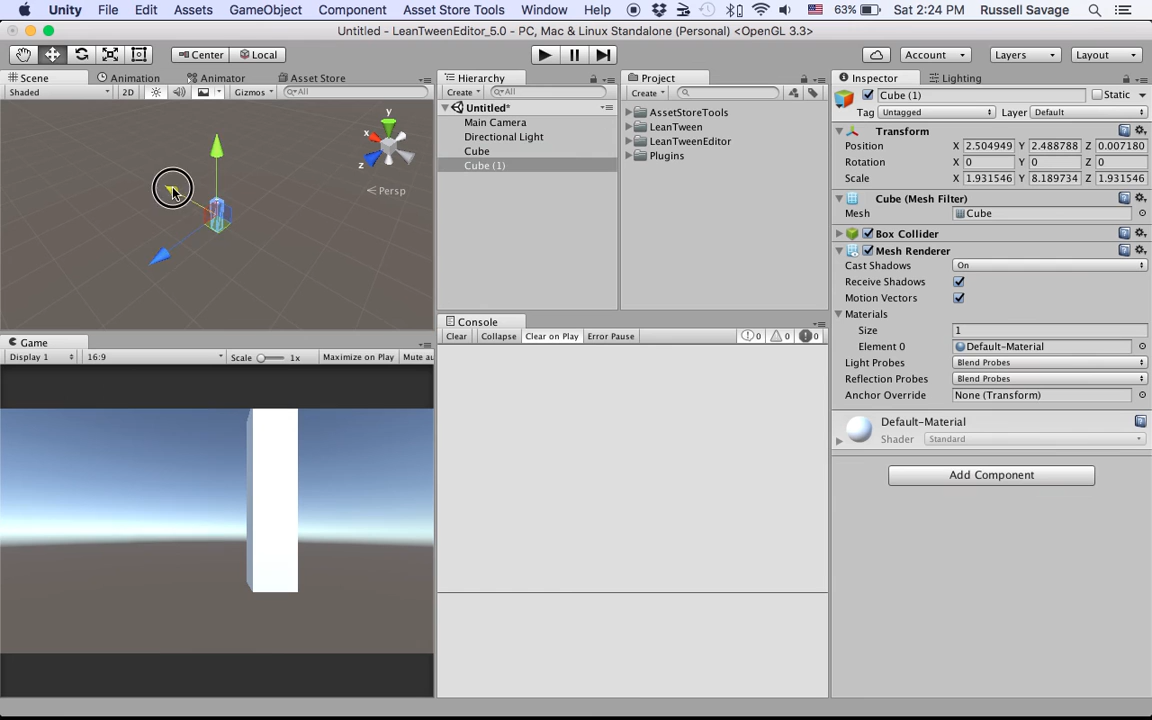 Unity File Edit Assets GameObject Component Asset Store Tools Window Help 63% Sat 2:24 PM Russell Savage
Untitled - LeanTweenEditor_5.0 - PC, Mac & Linux Standalone (Personal) <OpenGL 3.3>
Center Local Account Layers Layout
Scene Animation Animator Asset Store
Shaded 2D Gizmos All
y
x
z
Persp
Game
Display 1 16:9 Scale 1x Maximize on Play Mute au
Hierarchy
Create All
Untitled*
Main Camera
Directional Light
Cube
Cube (1)
Project
Create
AssetStoreTools
LeanTween
LeanTweenEditor
Plugins
Console
Clear Collapse Clear on Play Error Pause 0 0 0
Inspector Lighting
Cube (1) Static
Tag Untagged Layer Default
Transform
Position X 2.504949 Y 2.488788 Z 0.007180
Rotation X 0 Y 0 Z 0
Scale X 1.931546 Y 8.189734 Z 1.931546
Cube (Mesh Filter)
Mesh Cube
Box Collider
Mesh Renderer
Cast Shadows On
Receive Shadows
Motion Vectors
Materials
Size 1
Element 0 Default-Material
Light Probes Blend Probes
Reflection Probes Blend Probes
Anchor Override None (Transform)
Default-Material
Shader Standard
Add Component